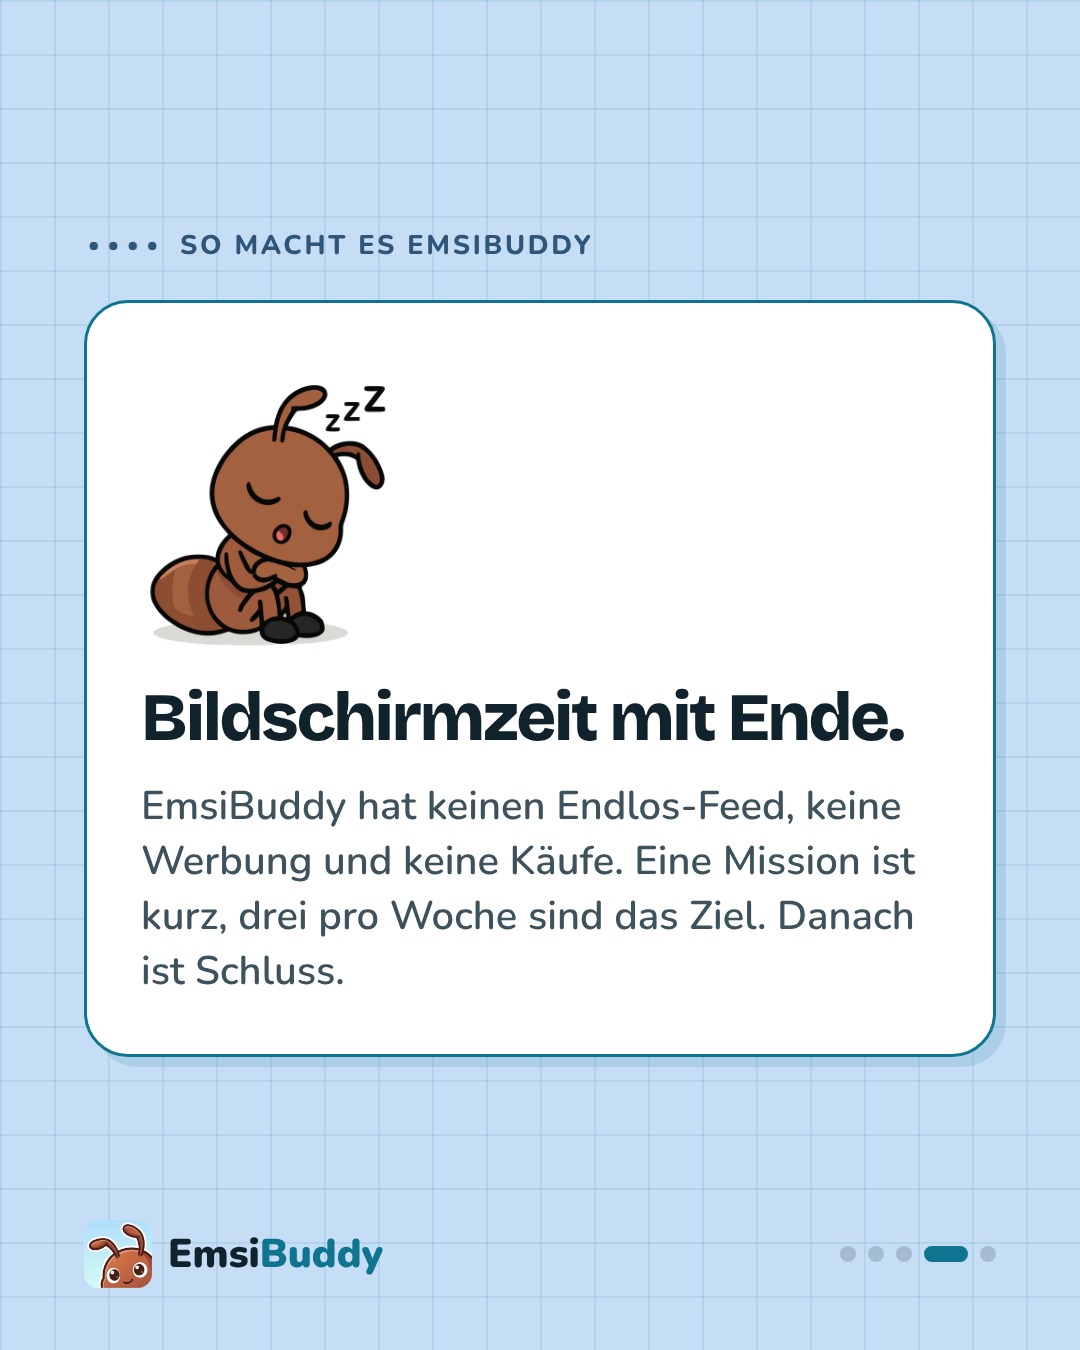 SO MACHT ES EMSIBUDDY
z z Z
Bildschirmzeit mit Ende.
EmsiBuddy hat keinen Endlos-Feed, keine
Werbung und keine Käufe. Eine Mission ist
kurz, drei pro Woche sind das Ziel. Danach
ist Schluss.
EmsiBuddy